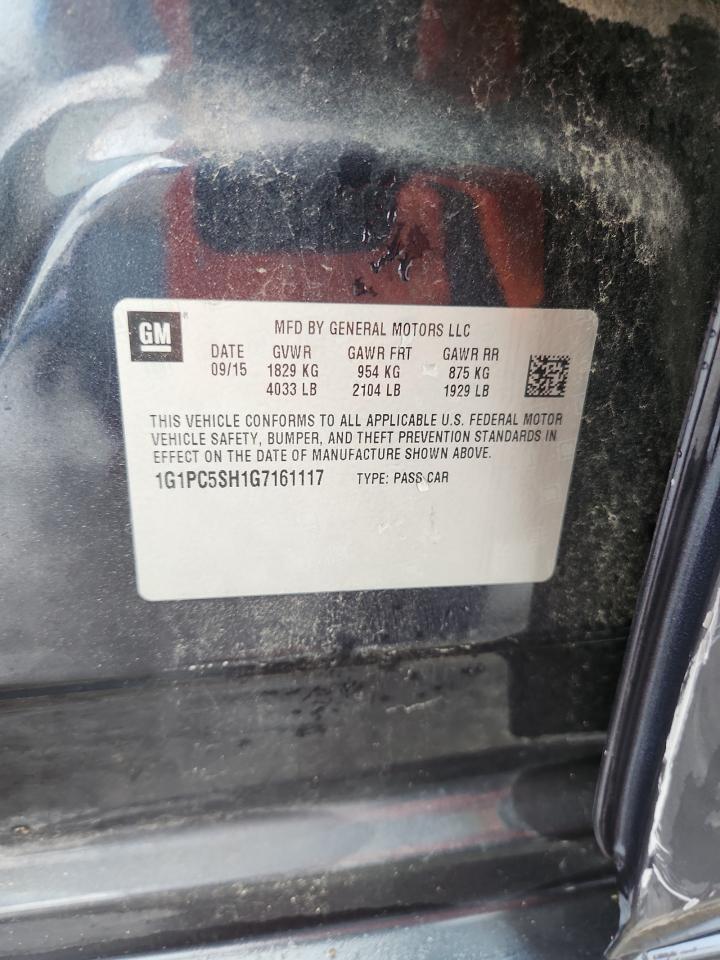 GM
MFD BY GENERAL MOTORS LLC
DATE GVWR GAWR FRT GAWR RR
09/15 1829 KG 954 KG 875 KG
4033 LB 2104 LB 1929 LB
THIS VEHICLE CONFORMS TO ALL APPLICABLE U.S. FEDERAL MOTOR
VEHICLE SAFETY, BUMPER, AND THEFT PREVENTION STANDARDS IN
EFFECT ON THE DATE OF MANUFACTURE SHOWN ABOVE.
1G1PC5SH1G7161117 TYPE: PASS CAR